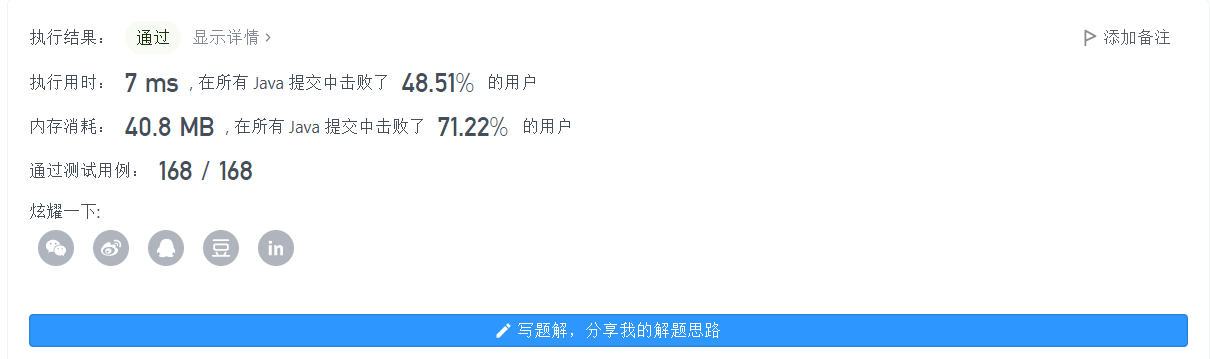 执行结果： 通过 显示详情 › 添加备注
执行用时： 7 ms , 在所有 Java 提交中击败了 48.51% 的用户
内存消耗： 40.8 MB , 在所有 Java 提交中击败了 71.22% 的用户
通过测试用例： 168 / 168
炫耀一下:
豆 in
写题解，分享我的解题思路